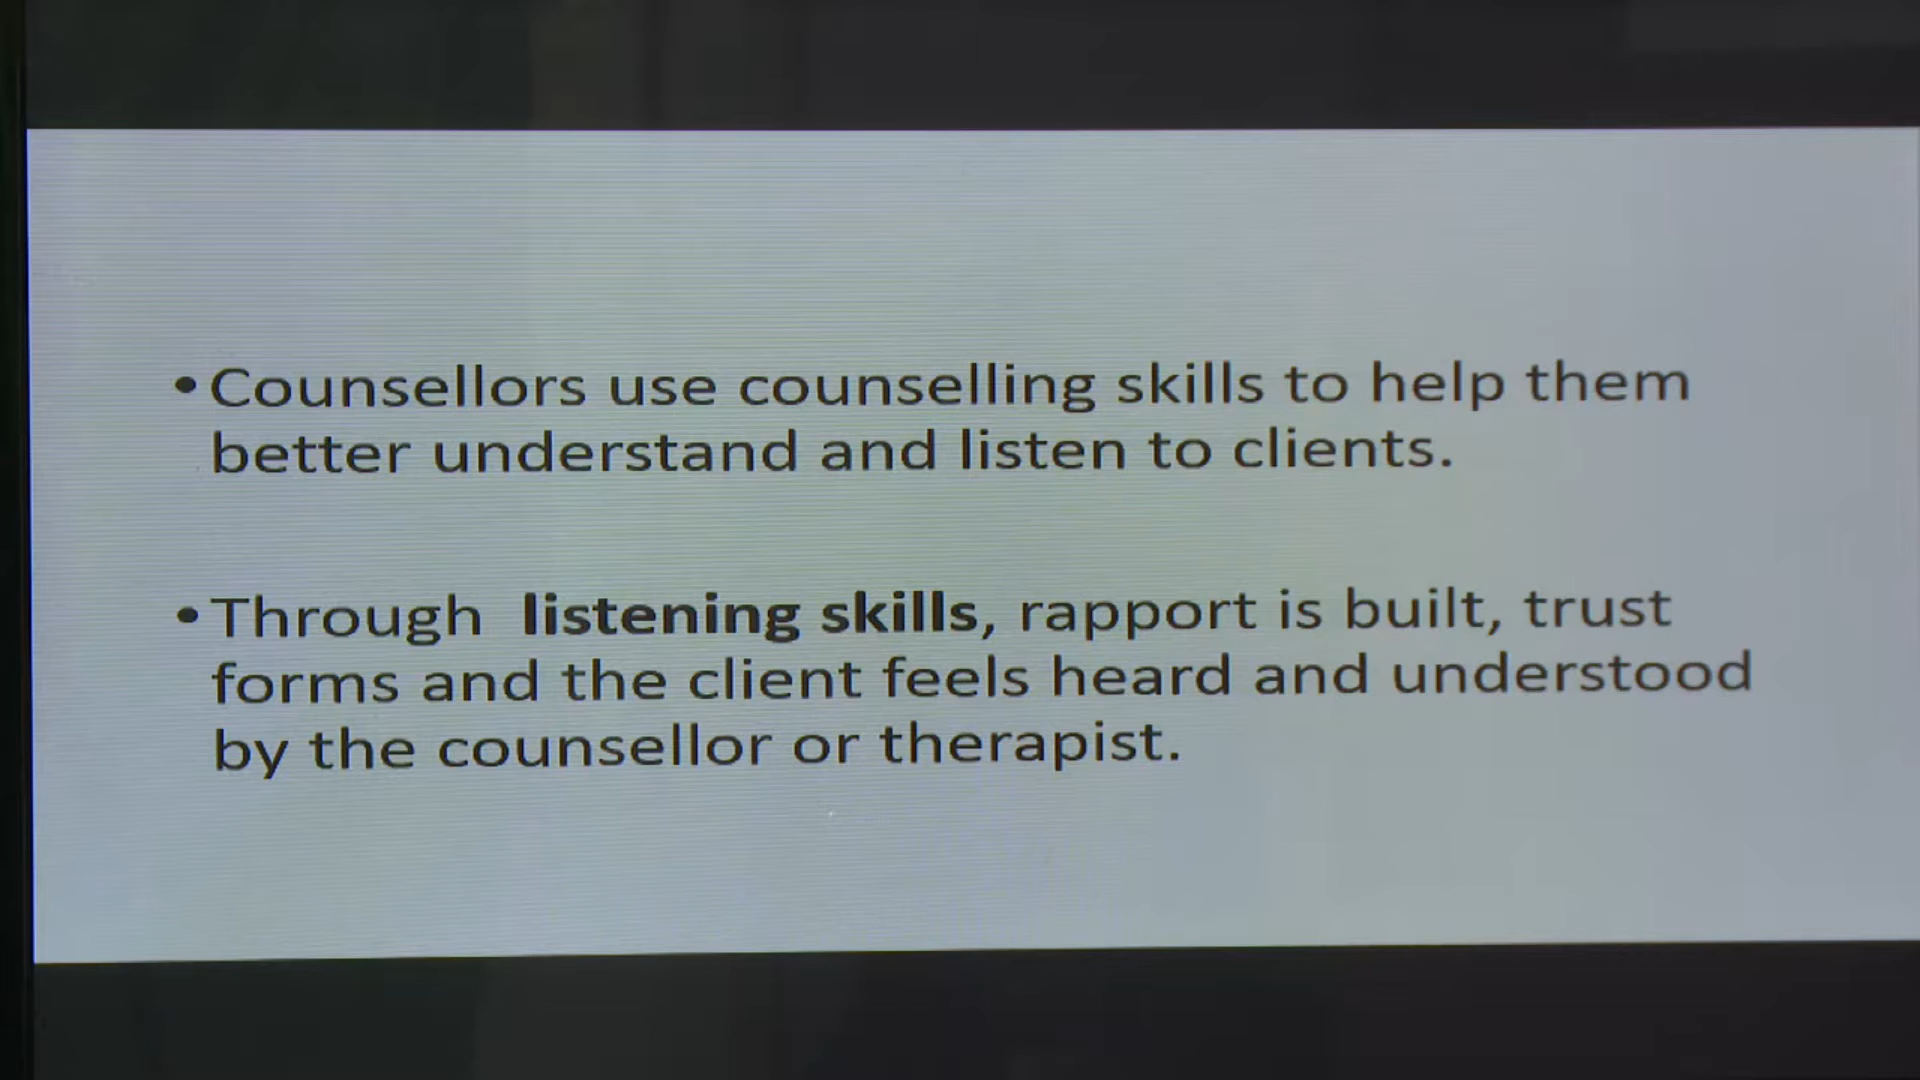 • Counsellors use counselling skills to help them
better understand and listen to clients.
• Through listening skills, rapport is built, trust
forms and the client feels heard and understood
by the counsellor or therapist.